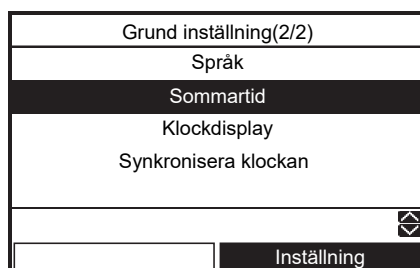 Grund inställning(2/2)
Språk
Sommartid
Klockdisplay
Synkronisera klockan
Inställning